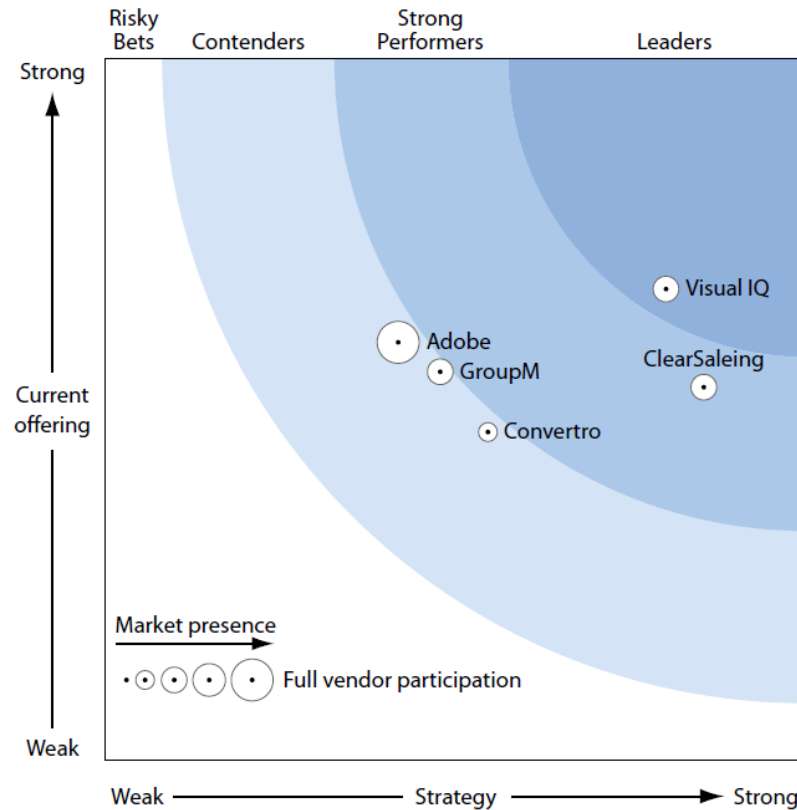 Risky
Bets
Contenders
Strong
Performers
Leaders
Strong
Current
offering
Weak
Visual IQ
ClearSaleing
Adobe
GroupM
Convertro
Market presence
Full vendor participation
Weak
Strategy
Strong